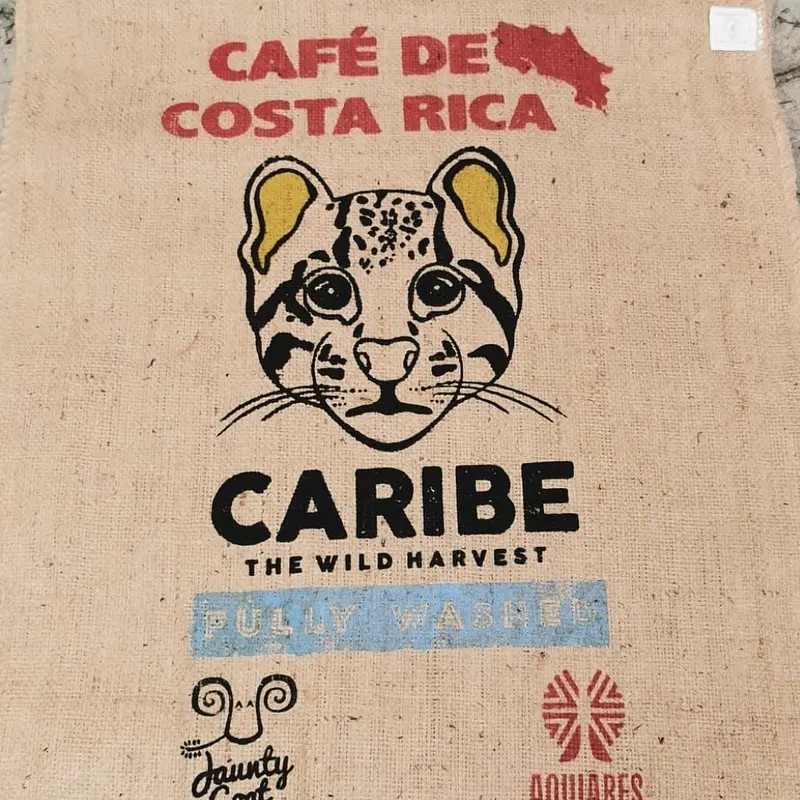 CAFÉ DE
COSTA RICA
CARIBE
THE WILD HARVEST
FULLY WASHED
Jaunty
Goat
AQUIARES